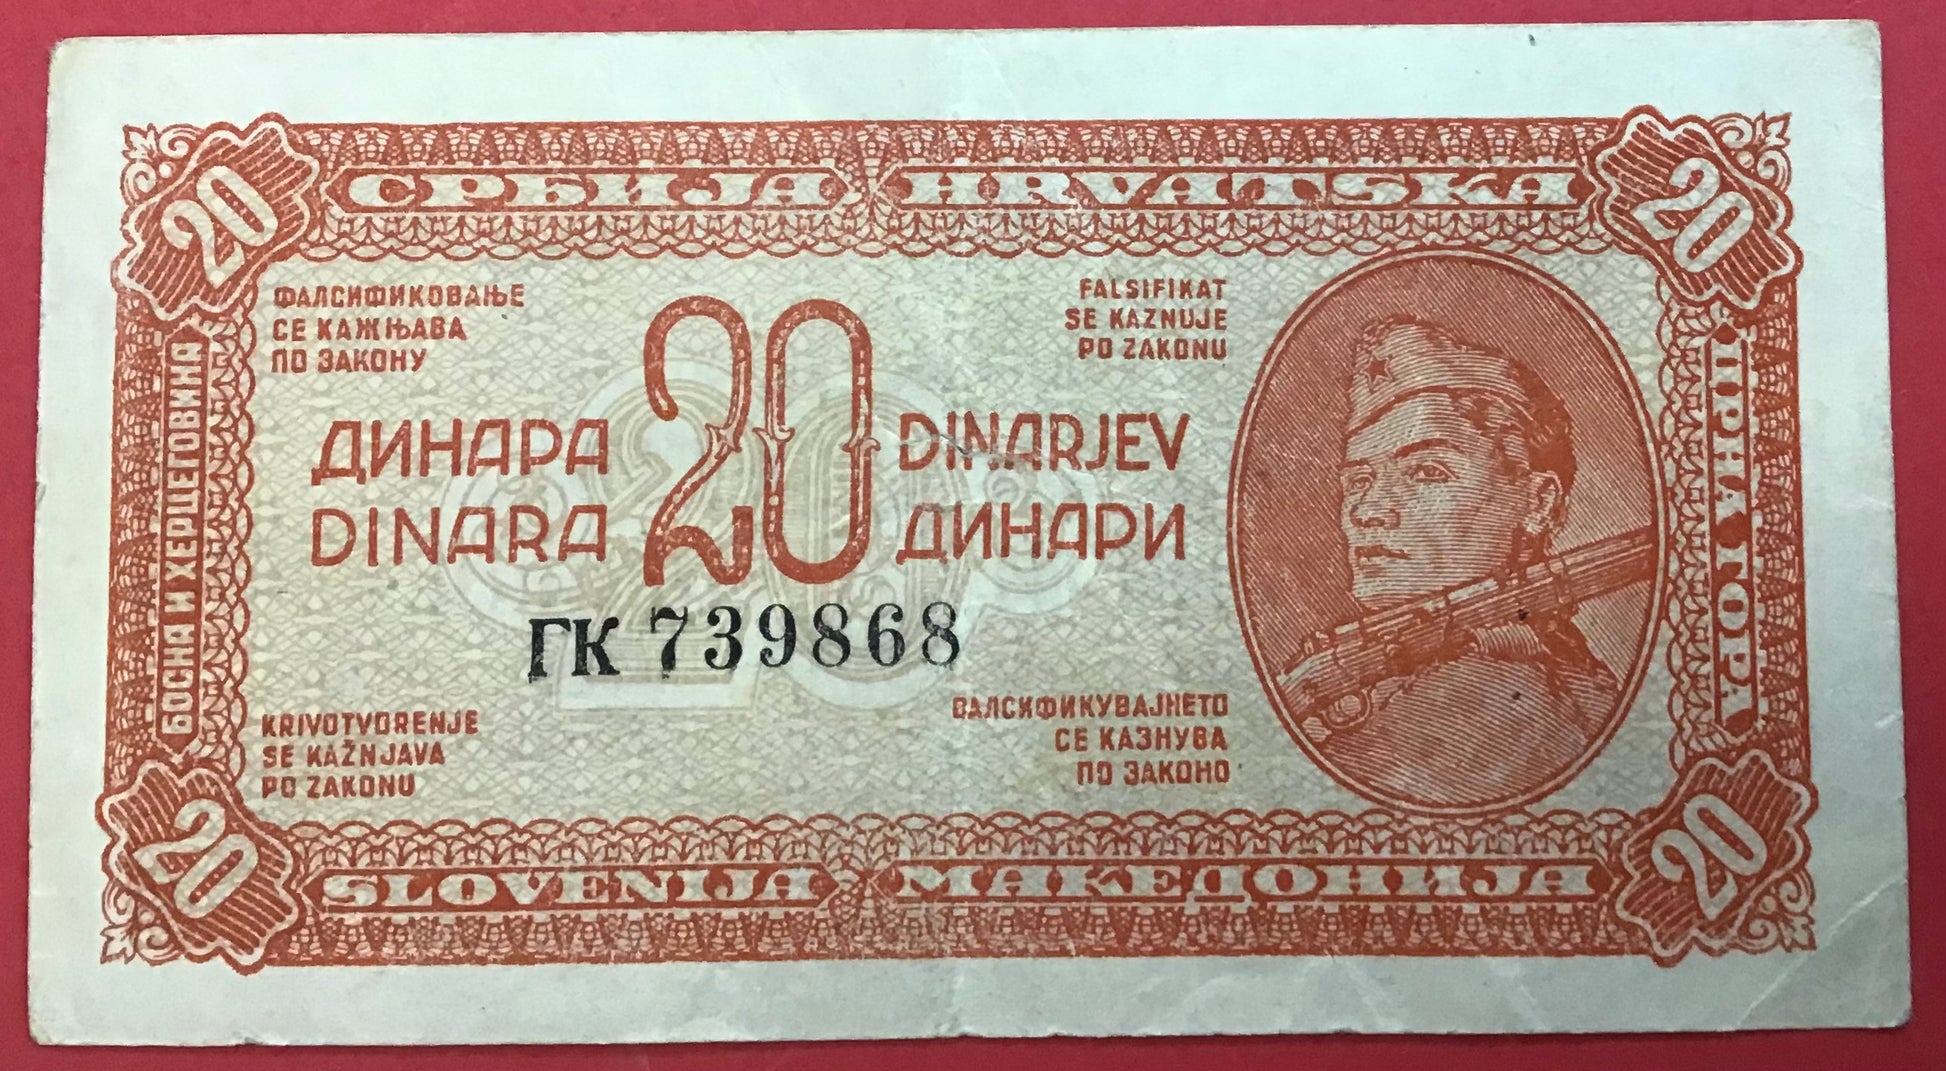 20
СРБИЈА
HRVATSKA
20
ФАЛСИФИКОВАЊЕ
СЕ КАЖЊАВА
ПО ЗАКОНУ
FALSIFIKAT
SE KAZNUJE
PO ZAKONU
БОСНА И ХЕРЦЕГОВИНА
ЦРНА ГОРА
20
ДИНАРА
DINARJEV
DINARA
ДИНАРИ
ГК 739868
KRIVOTVORENJE
SE KAŽNJAVA
PO ZAKONU
ФАЛСИФИКУВАЈНЕТО
СЕ КАЗНУВА
ПО ЗАКОНО
20
SLOVENIJA
МАКЕДОНИЈА
20